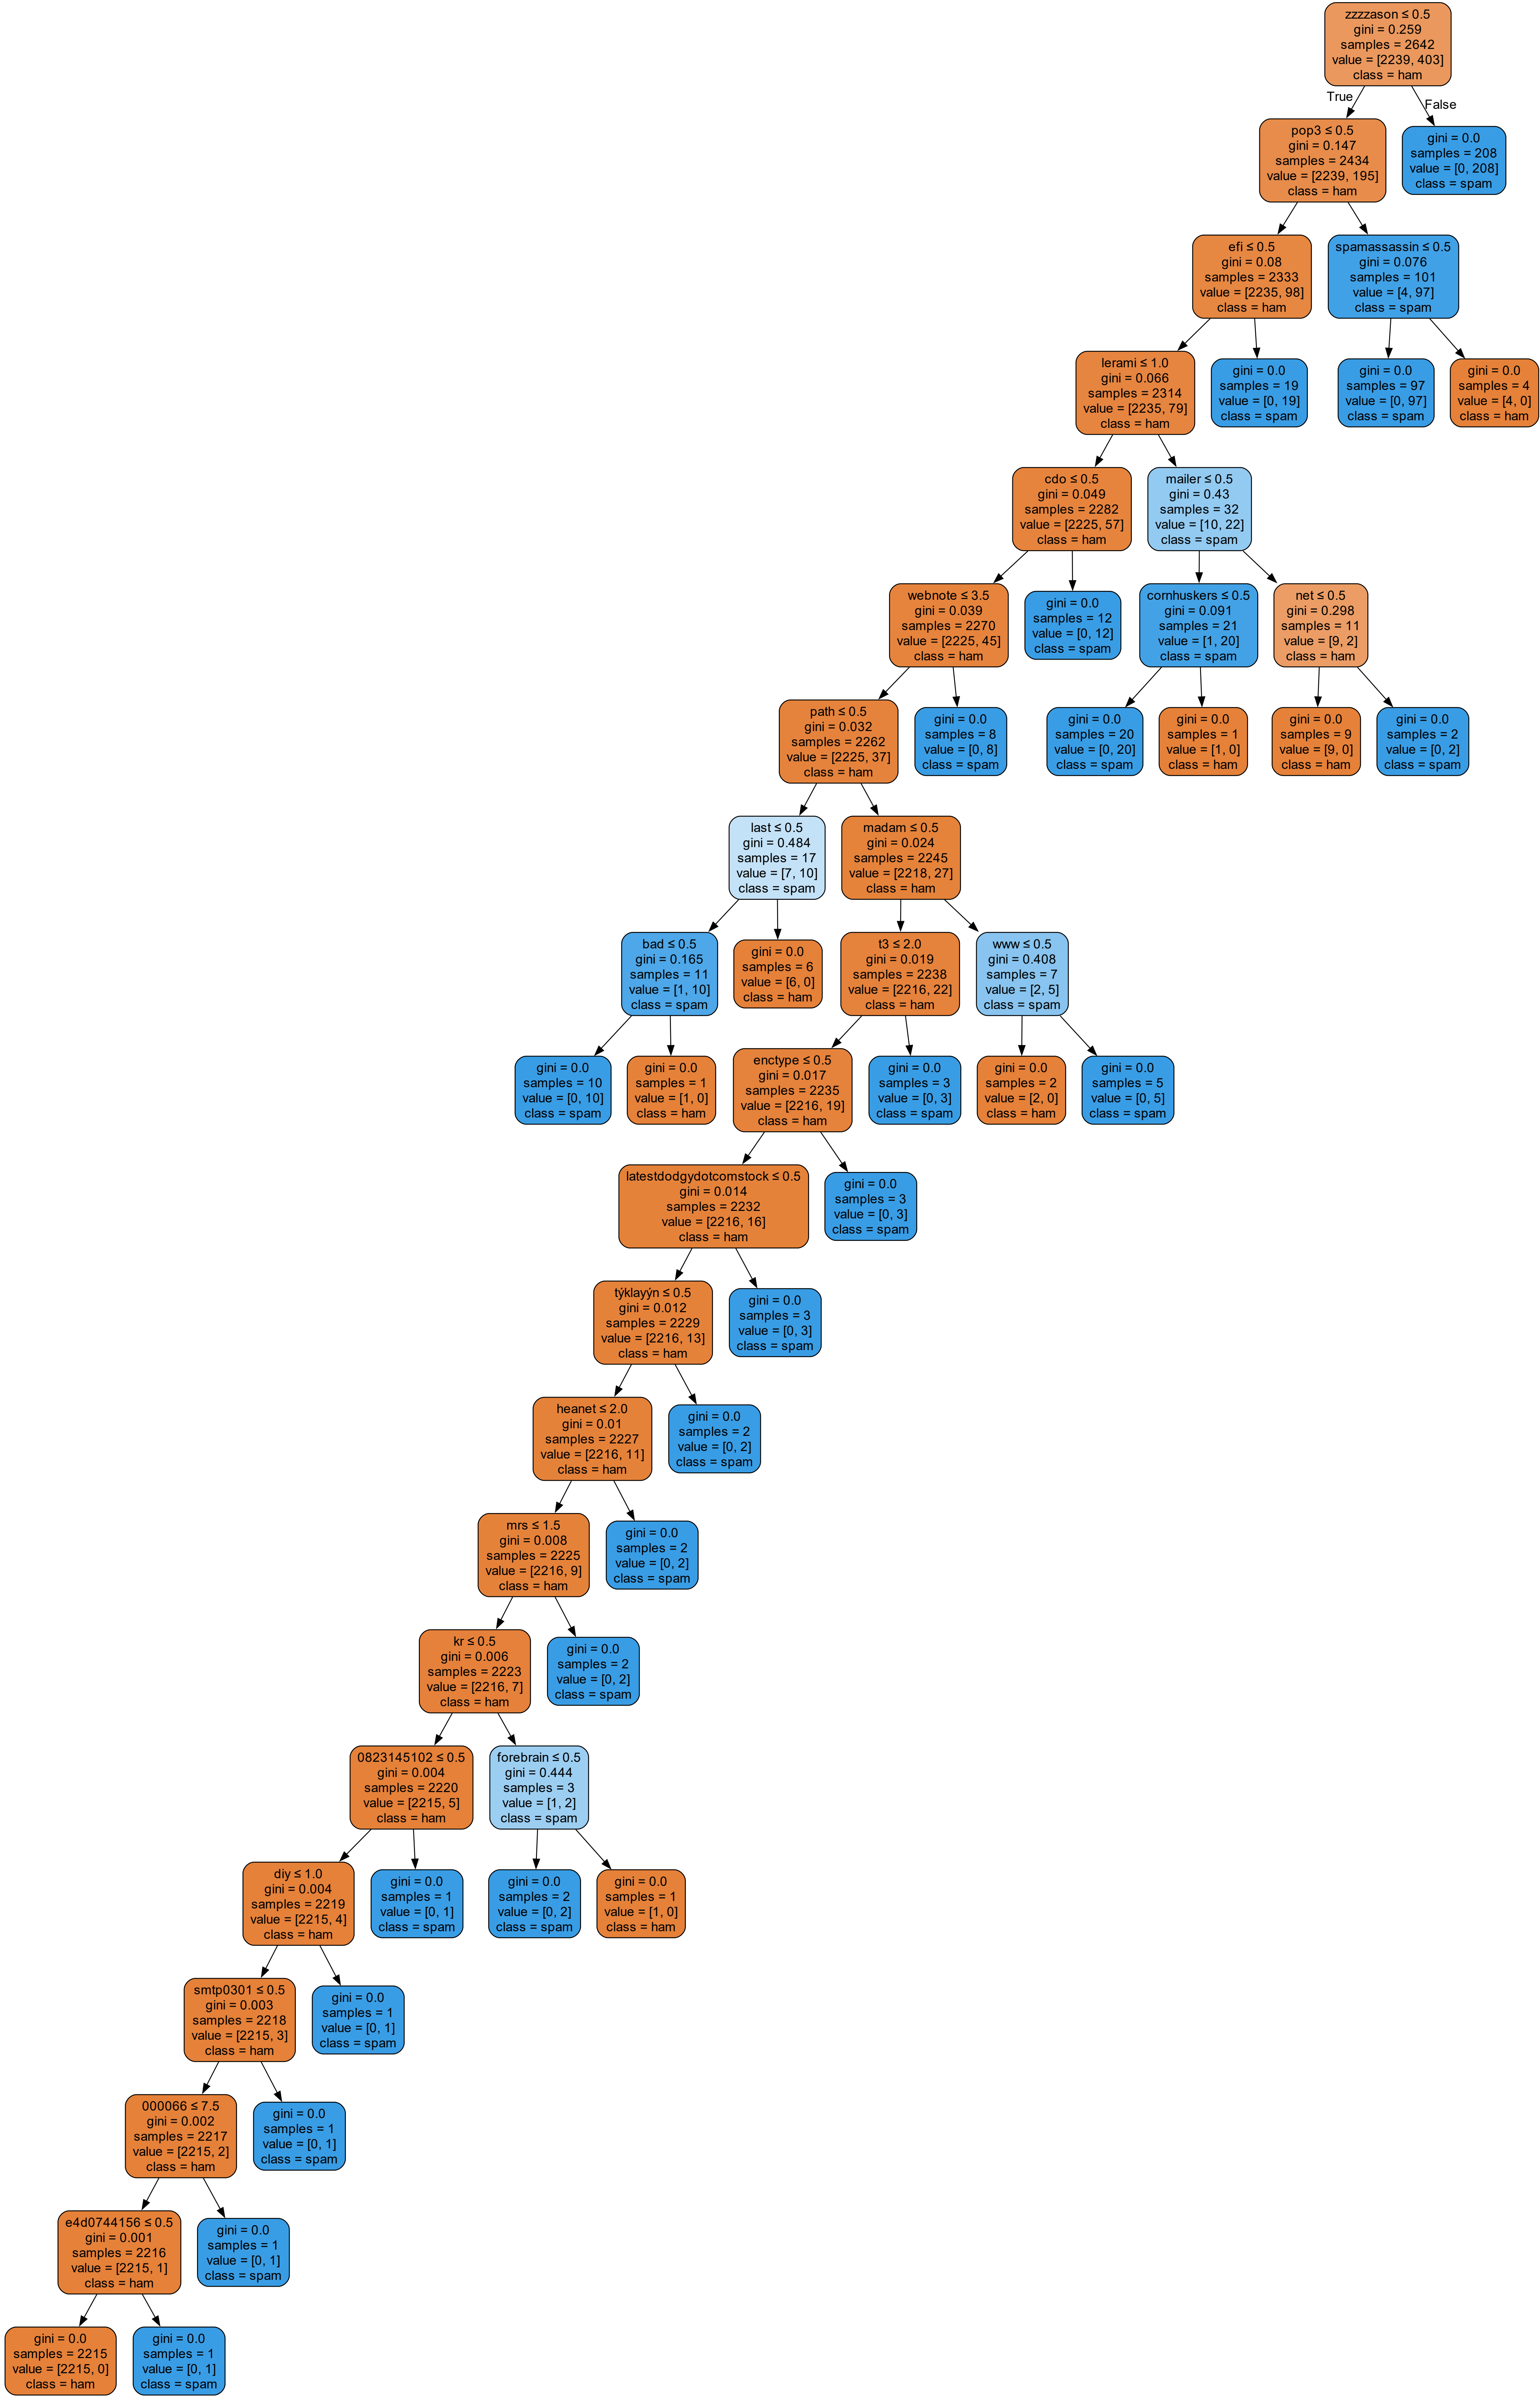 zzzzason ≤ 0.5
gini = 0.259
samples = 2642
value = [2239, 403]
class = ham
True
False
pop3 ≤ 0.5
gini = 0.147
samples = 2434
value = [2239, 195]
class = ham
gini = 0.0
samples = 208
value = [0, 208]
class = spam
efi ≤ 0.5
gini = 0.08
samples = 2333
value = [2235, 98]
class = ham
spamassassin ≤ 0.5
gini = 0.076
samples = 101
value = [4, 97]
class = spam
lerami ≤ 1.0
gini = 0.066
samples = 2314
value = [2235, 79]
class = ham
gini = 0.0
samples = 19
value = [0, 19]
class = spam
gini = 0.0
samples = 97
value = [0, 97]
class = spam
gini = 0.0
samples = 4
value = [4, 0]
class = ham
cdo ≤ 0.5
gini = 0.049
samples = 2282
value = [2225, 57]
class = ham
mailer ≤ 0.5
gini = 0.43
samples = 32
value = [10, 22]
class = spam
webnote ≤ 3.5
gini = 0.039
samples = 2270
value = [2225, 45]
class = ham
gini = 0.0
samples = 12
value = [0, 12]
class = spam
cornhuskers ≤ 0.5
gini = 0.091
samples = 21
value = [1, 20]
class = spam
net ≤ 0.5
gini = 0.298
samples = 11
value = [9, 2]
class = ham
path ≤ 0.5
gini = 0.032
samples = 2262
value = [2225, 37]
class = ham
gini = 0.0
samples = 8
value = [0, 8]
class = spam
gini = 0.0
samples = 20
value = [0, 20]
class = spam
gini = 0.0
samples = 1
value = [1, 0]
class = ham
gini = 0.0
samples = 9
value = [9, 0]
class = ham
gini = 0.0
samples = 2
value = [0, 2]
class = spam
last ≤ 0.5
gini = 0.484
samples = 17
value = [7, 10]
class = spam
madam ≤ 0.5
gini = 0.024
samples = 2245
value = [2218, 27]
class = ham
bad ≤ 0.5
gini = 0.165
samples = 11
value = [1, 10]
class = spam
gini = 0.0
samples = 6
value = [6, 0]
class = ham
t3 ≤ 2.0
gini = 0.019
samples = 2238
value = [2216, 22]
class = ham
www ≤ 0.5
gini = 0.408
samples = 7
value = [2, 5]
class = spam
gini = 0.0
samples = 10
value = [0, 10]
class = spam
gini = 0.0
samples = 1
value = [1, 0]
class = ham
enctype ≤ 0.5
gini = 0.017
samples = 2235
value = [2216, 19]
class = ham
gini = 0.0
samples = 3
value = [0, 3]
class = spam
gini = 0.0
samples = 2
value = [2, 0]
class = ham
gini = 0.0
samples = 5
value = [0, 5]
class = spam
latestdodgydotcomstock ≤ 0.5
gini = 0.014
samples = 2232
value = [2216, 16]
class = ham
gini = 0.0
samples = 3
value = [0, 3]
class = spam
týklayýn ≤ 0.5
gini = 0.012
samples = 2229
value = [2216, 13]
class = ham
gini = 0.0
samples = 3
value = [0, 3]
class = spam
heanet ≤ 2.0
gini = 0.01
samples = 2227
value = [2216, 11]
class = ham
gini = 0.0
samples = 2
value = [0, 2]
class = spam
mrs ≤ 1.5
gini = 0.008
samples = 2225
value = [2216, 9]
class = ham
gini = 0.0
samples = 2
value = [0, 2]
class = spam
kr ≤ 0.5
gini = 0.006
samples = 2223
value = [2216, 7]
class = ham
gini = 0.0
samples = 2
value = [0, 2]
class = spam
0823145102 ≤ 0.5
gini = 0.004
samples = 2220
value = [2215, 5]
class = ham
forebrain ≤ 0.5
gini = 0.444
samples = 3
value = [1, 2]
class = spam
diy ≤ 1.0
gini = 0.004
samples = 2219
value = [2215, 4]
class = ham
gini = 0.0
samples = 1
value = [0, 1]
class = spam
gini = 0.0
samples = 2
value = [0, 2]
class = spam
gini = 0.0
samples = 1
value = [1, 0]
class = ham
smtp0301 ≤ 0.5
gini = 0.003
samples = 2218
value = [2215, 3]
class = ham
gini = 0.0
samples = 1
value = [0, 1]
class = spam
000066 ≤ 7.5
gini = 0.002
samples = 2217
value = [2215, 2]
class = ham
gini = 0.0
samples = 1
value = [0, 1]
class = spam
e4d0744156 ≤ 0.5
gini = 0.001
samples = 2216
value = [2215, 1]
class = ham
gini = 0.0
samples = 1
value = [0, 1]
class = spam
gini = 0.0
samples = 2215
value = [2215, 0]
class = ham
gini = 0.0
samples = 1
value = [0, 1]
class = spam